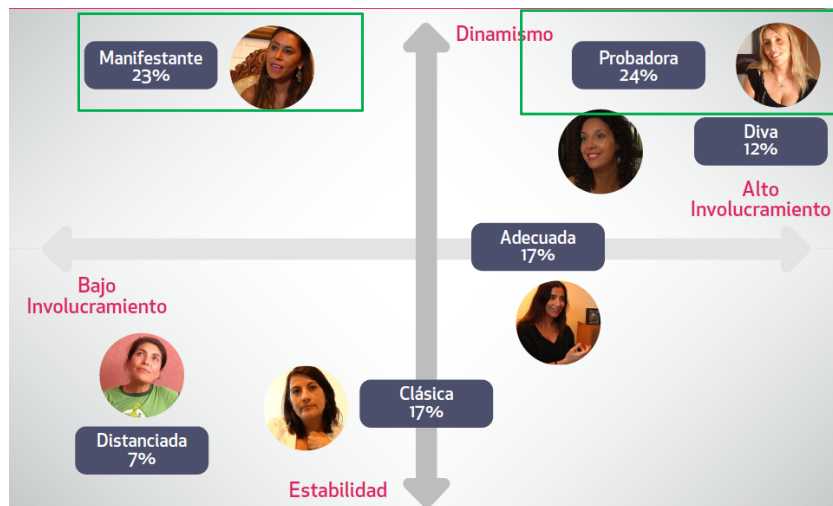 Dinamismo
Manifestante
23%
Probadora
24%
Diva
12%
Alto
Involucramiento
Adecuada
17%
Bajo
Involucramiento
Clásica
17%
Distanciada
7%
Estabilidad